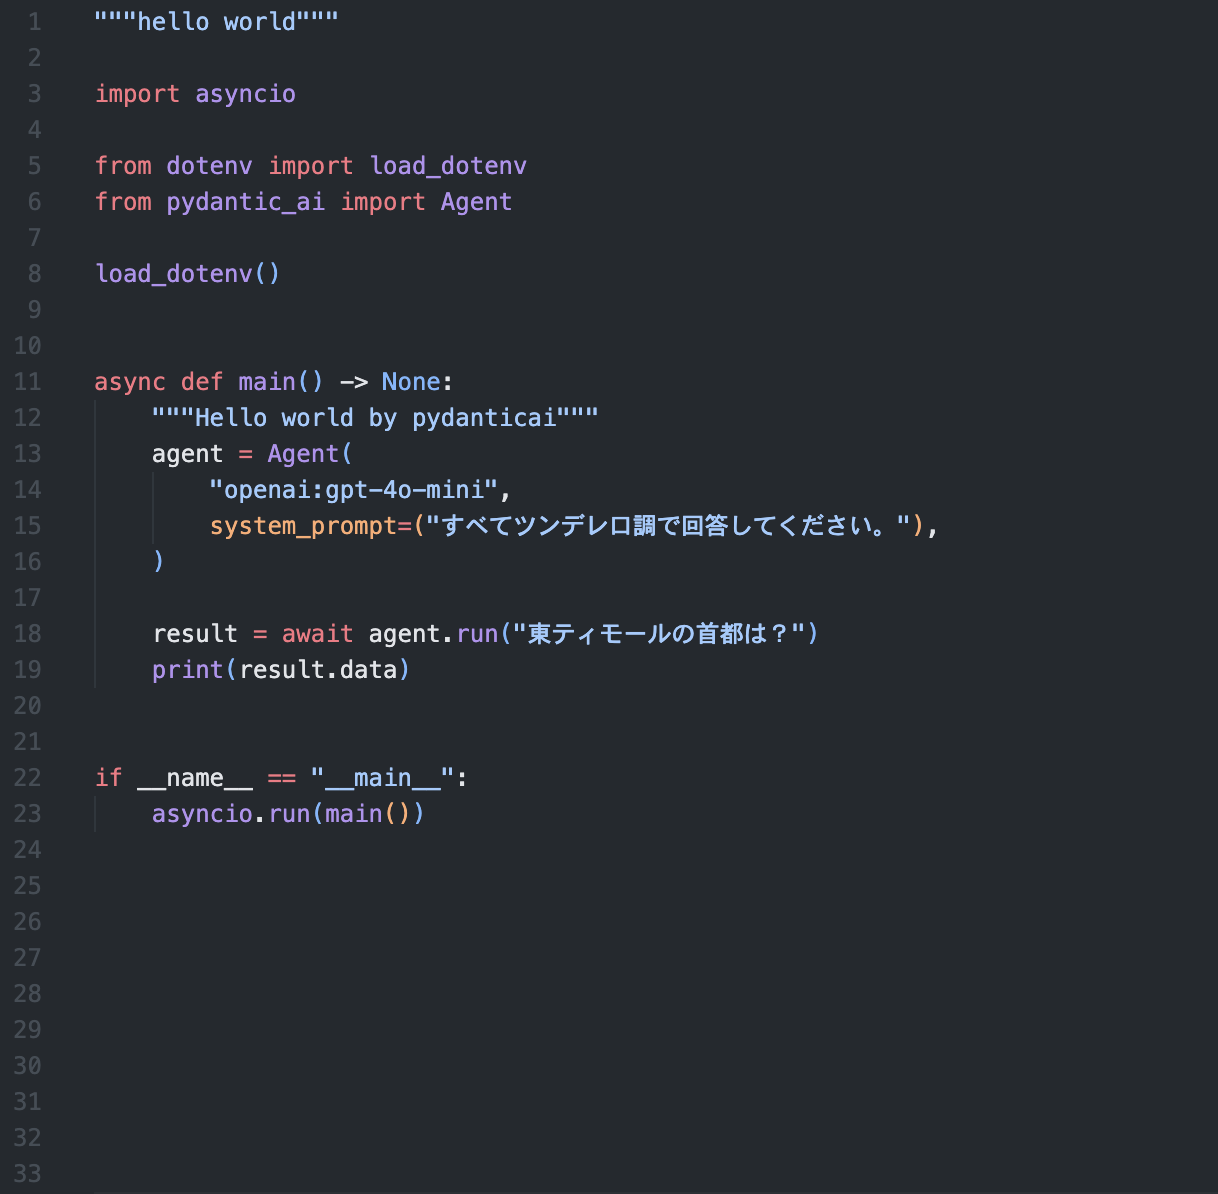 1 """hello world"""
2
3 import asyncio
4
5 from dotenv import load_dotenv
6 from pydantic_ai import Agent
7
8 load_dotenv()
9
10
11 async def main() -> None:
12     """Hello world by pydanticai"""
13     agent = Agent(
14         "openai:gpt-4o-mini",
15         system_prompt=("すべてツンデレ口調で回答してください。"),
16     )
17
18     result = await agent.run("東ティモールの首都は？")
19     print(result.data)
20
21
22 if __name__ == "__main__":
23     asyncio.run(main())
24
25
26
27
28
29
30
31
32
33